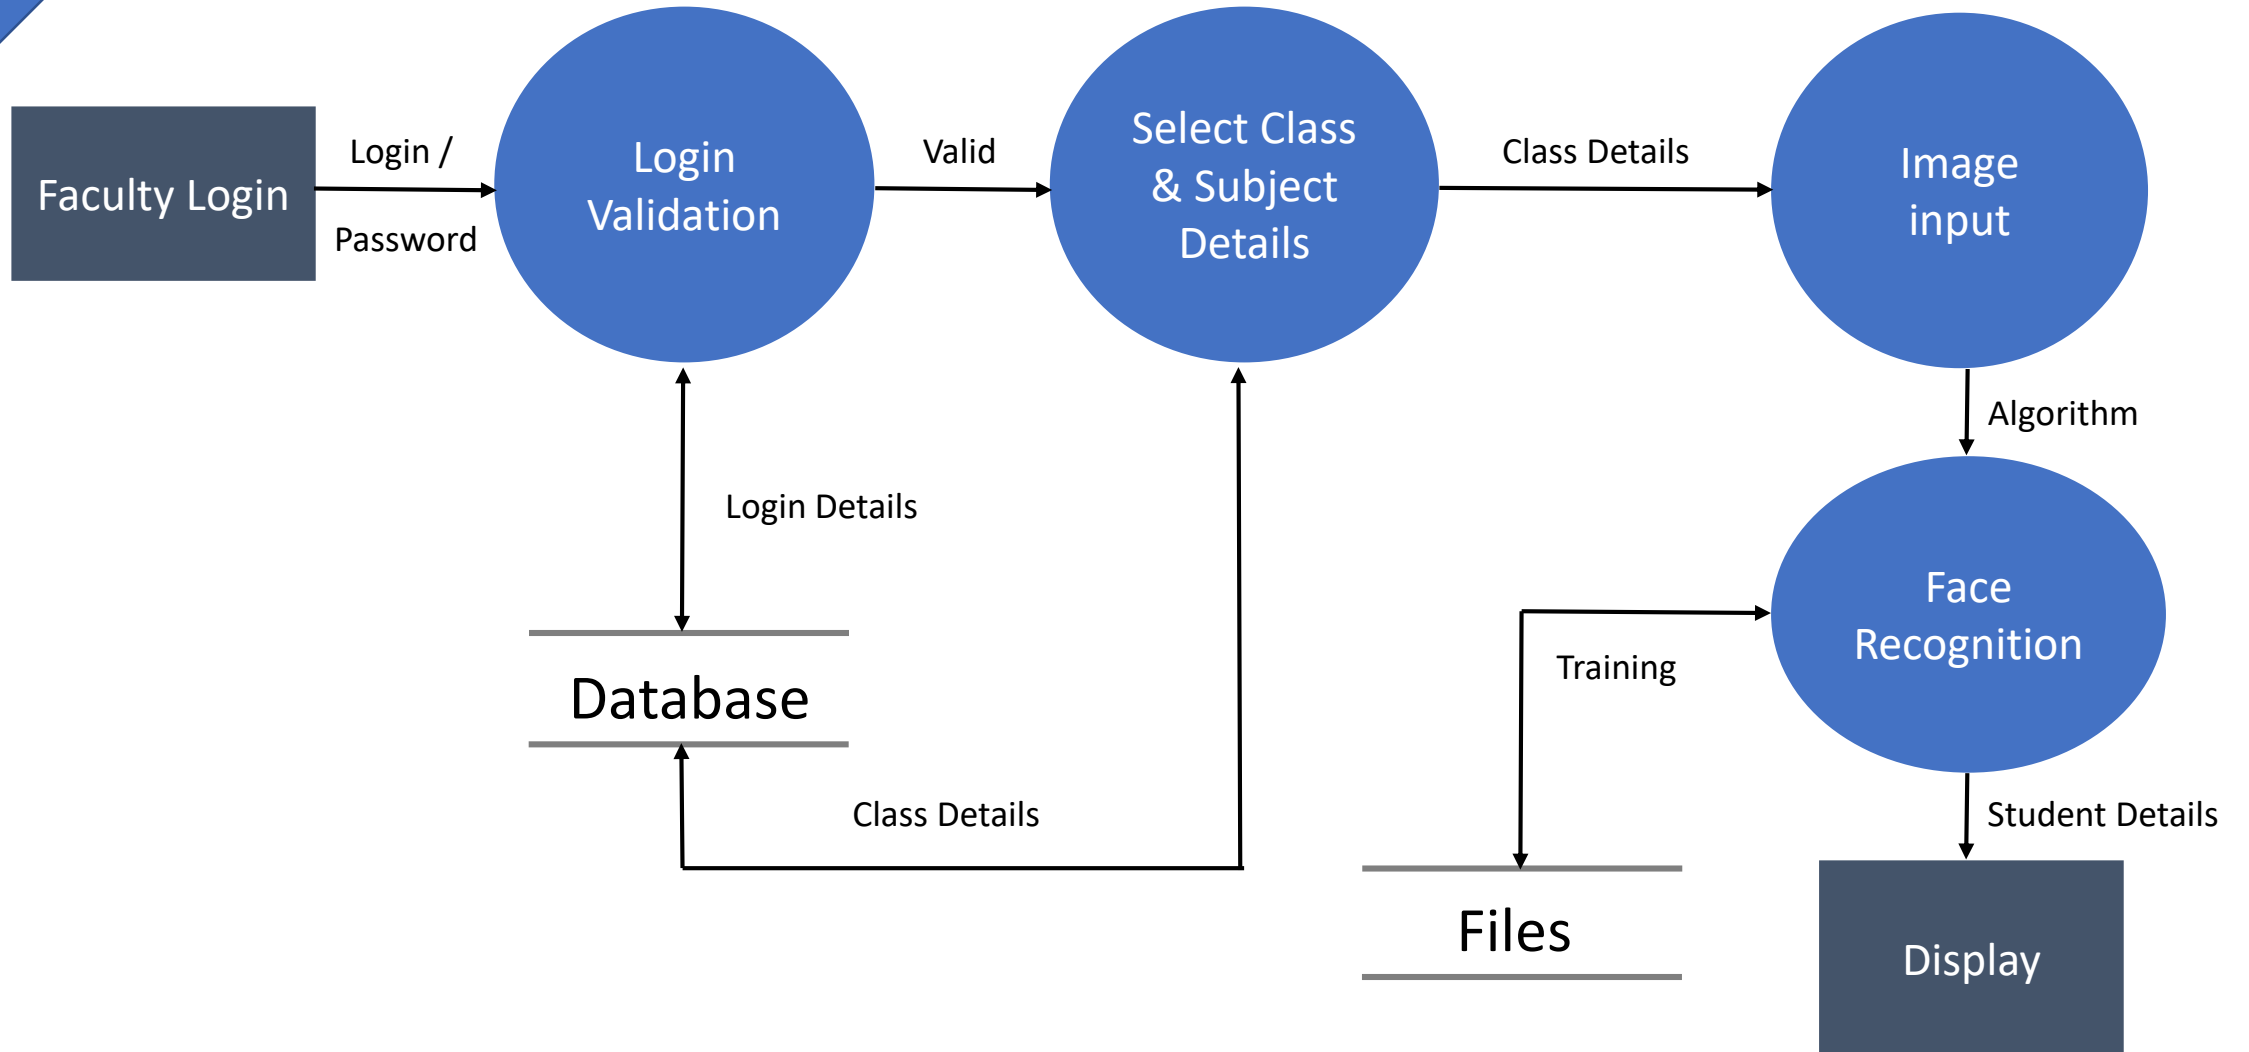 Faculty Login
Login /
Password
Login
Validation
Valid
Select Class
& Subject
Details
Class Details
Image
input
Algorithm
Login Details
Face
Recognition
Training
Database
Class Details
Student Details
Files
Display